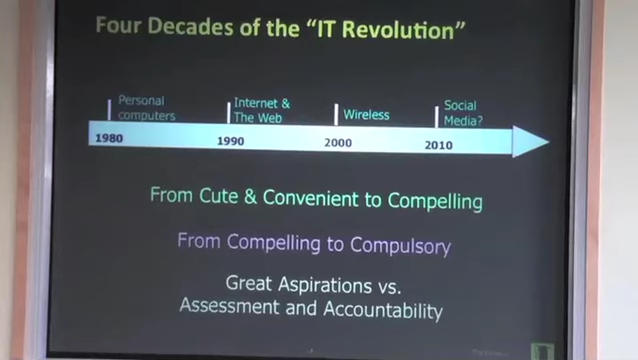 Four Decades of the “IT Revolution”
Personal
computers
Internet &
The Web
Wireless
Social
Media?
1980
1990
2000
2010
From Cute & Convenient to Compelling
From Compelling to Compulsory
Great Aspirations vs.
Assessment and Accountability